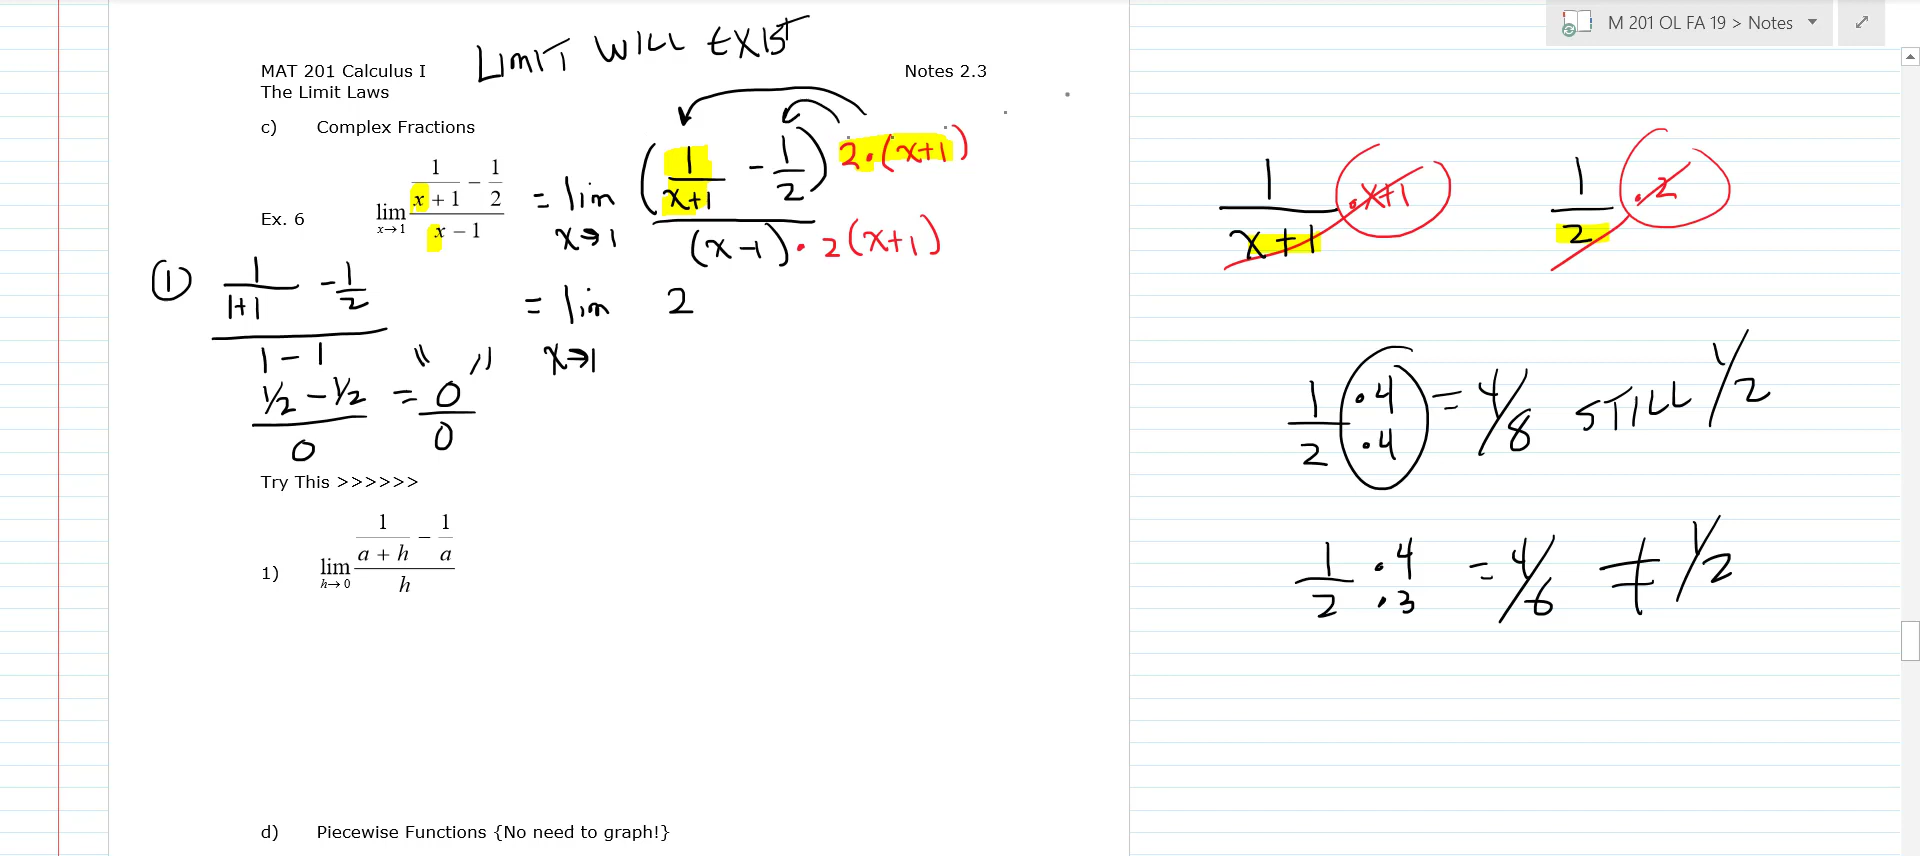 M 201 OL FA 19 > Notes
LIMIT WILL EXIST
MAT 201 Calculus I Notes 2.3
The Limit Laws
c) Complex Fractions
Ex. 6 lim x→1 (1/(x + 1) − 1/2)/(x − 1) = lim x→1 (1/(x+1) − 1/2) 2·(x+1) / (x−1)·2(x+1)
① (1/(1+1) − 1/2)/(1−1)
= lim x→1 2
(1/2 − 1/2)/0 = "0/0"
Try This >>>>>>
1) lim h→0 (1/(a + h) − 1/a)/h
d) Piecewise Functions {No need to graph!}
1/(x+1) ·x+1 1/2 ·2
1/2 ·4/·4 = 4/8 STILL 1/2
1/2 ·4/·3 = 4/6 ≠ 1/2